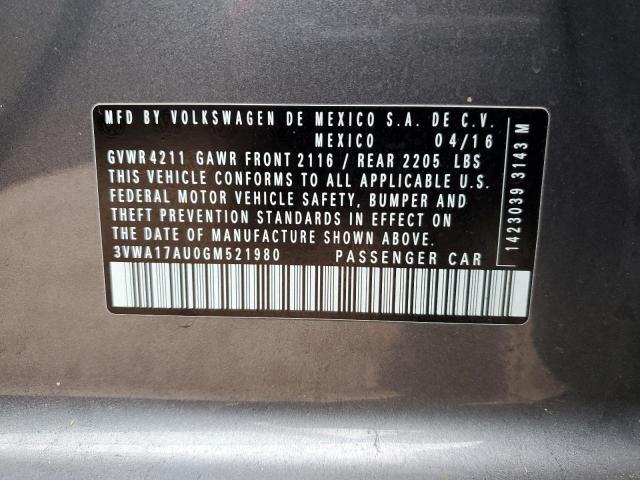 MFD BY VOLKSWAGEN DE MEXICO S.A. DE C.V.
MEXICO 04/16
GVWR 4211 GAWR FRONT 2116 / REAR 2205 LBS
THIS VEHICLE CONFORMS TO ALL APPLICABLE U.S.
FEDERAL MOTOR VEHICLE SAFETY, BUMPER AND
THEFT PREVENTION STANDARDS IN EFFECT ON
THE DATE OF MANUFACTURE SHOWN ABOVE.
3VWA17AU0GM521980 PASSENGER CAR
1423039 3143 M